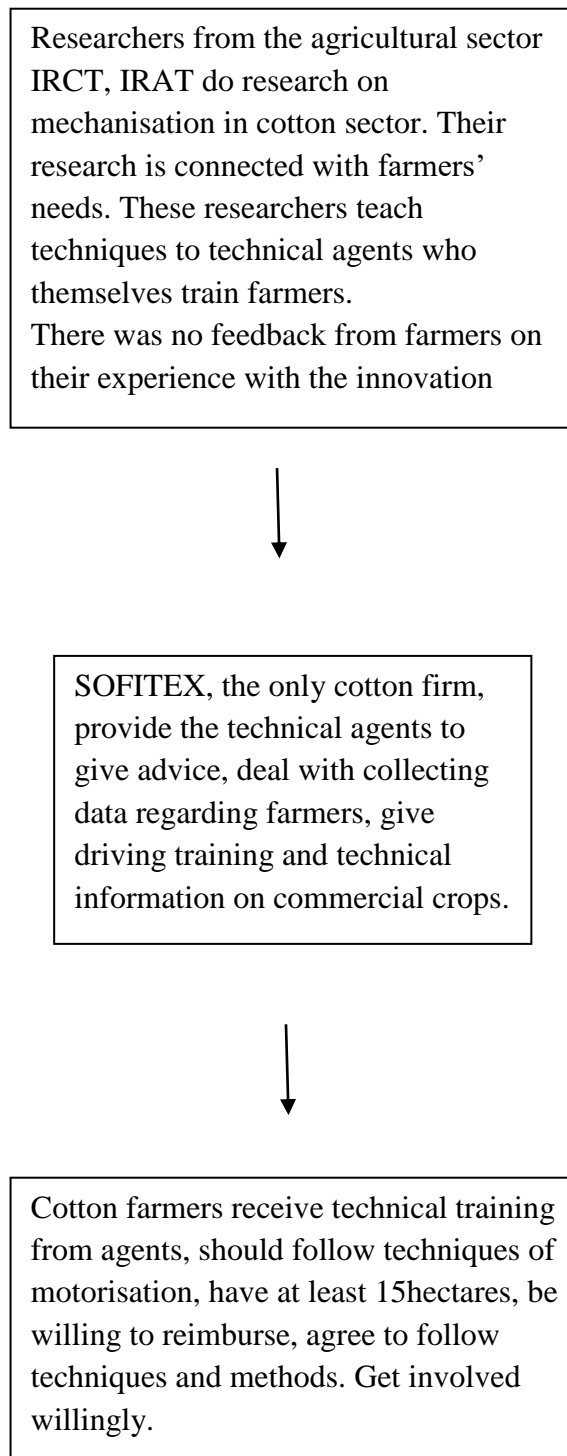 Researchers from the agricultural sector
IRCT, IRAT do research on
mechanisation in cotton sector. Their
research is connected with farmers’
needs. These researchers teach
techniques to technical agents who
themselves train farmers.
There was no feedback from farmers on
their experience with the innovation
SOFITEX, the only cotton firm,
provide the technical agents to
give advice, deal with collecting
data regarding farmers, give
driving training and technical
information on commercial crops.
Cotton farmers receive technical training
from agents, should follow techniques of
motorisation, have at least 15hectares, be
willing to reimburse, agree to follow
techniques and methods. Get involved
willingly.